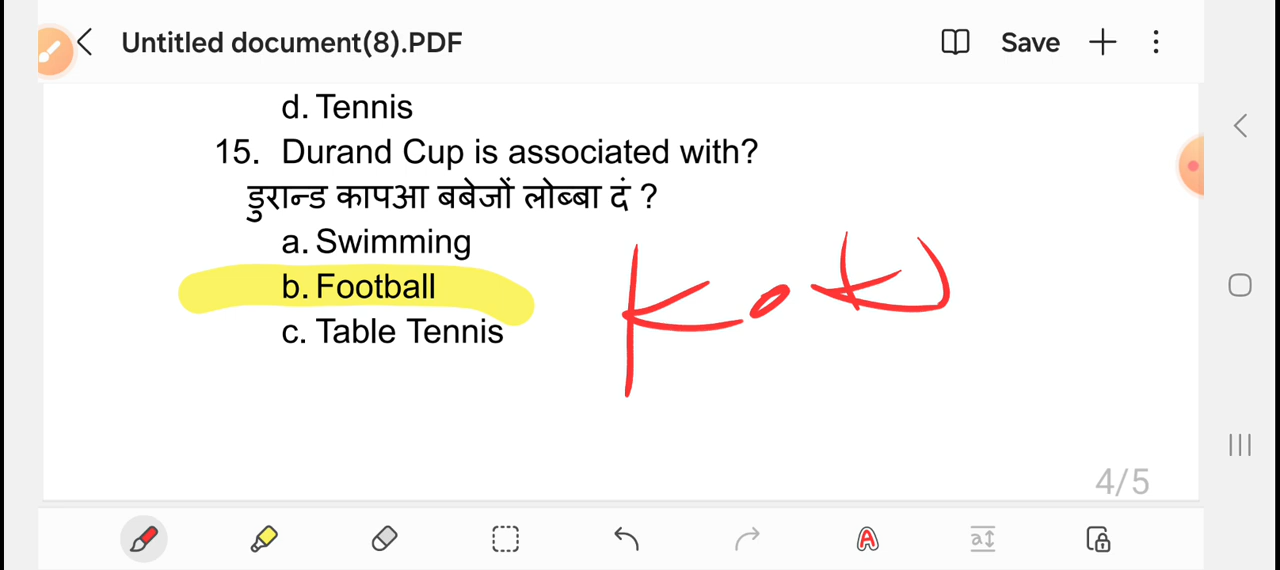 Untitled document(8).PDF
Save
d. Tennis
15. Durand Cup is associated with?
डुरान्ड कापआ बबेजों लोब्बा दं ?
a. Swimming
b. Football
c. Table Tennis
4/5